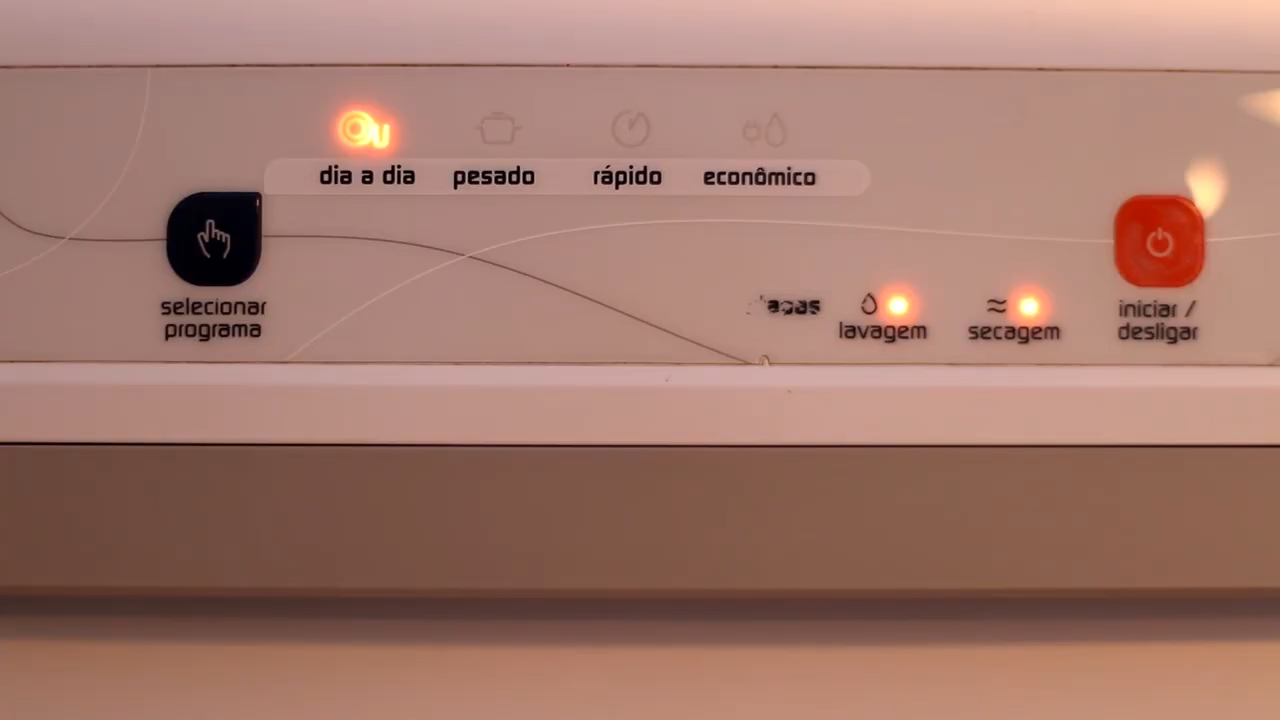 dia a dia pesado rápido econômico
selecionar
programa
lavagem
secagem
iniciar /
desligar